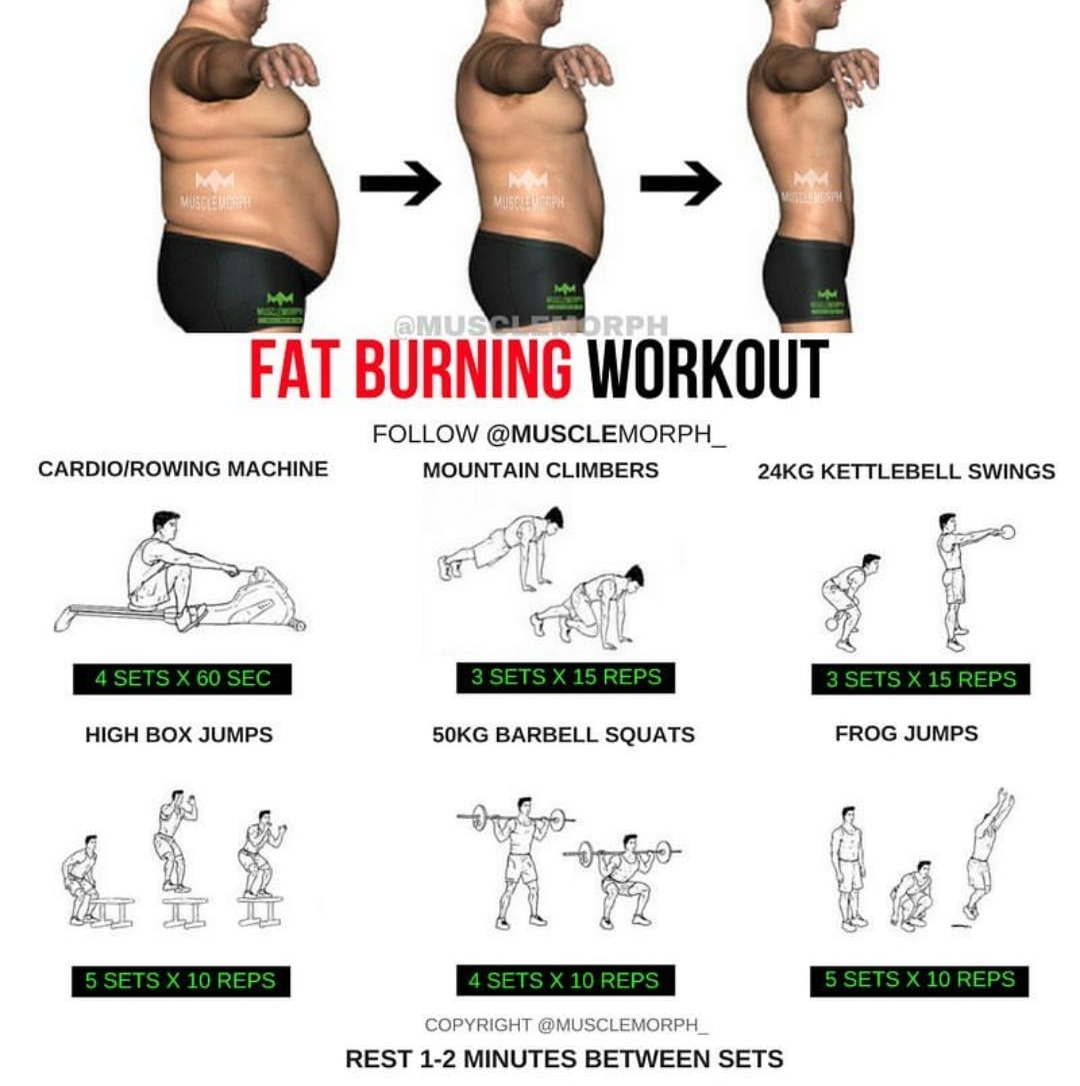 MUSCLEMORPH
MUSCLEMORPH
MUSCLEMORPH
MUSCLEMORPH
MUSCLEMORPH
MUSCLEMORPH
@MUSCLEMORPH
FAT BURNING WORKOUT
FOLLOW @MUSCLEMORPH_
CARDIO/ROWING MACHINE
MOUNTAIN CLIMBERS
24KG KETTLEBELL SWINGS
4 SETS X 60 SEC
3 SETS X 15 REPS
3 SETS X 15 REPS
HIGH BOX JUMPS
50KG BARBELL SQUATS
FROG JUMPS
5 SETS X 10 REPS
4 SETS X 10 REPS
5 SETS X 10 REPS
COPYRIGHT @MUSCLEMORPH_
REST 1-2 MINUTES BETWEEN SETS